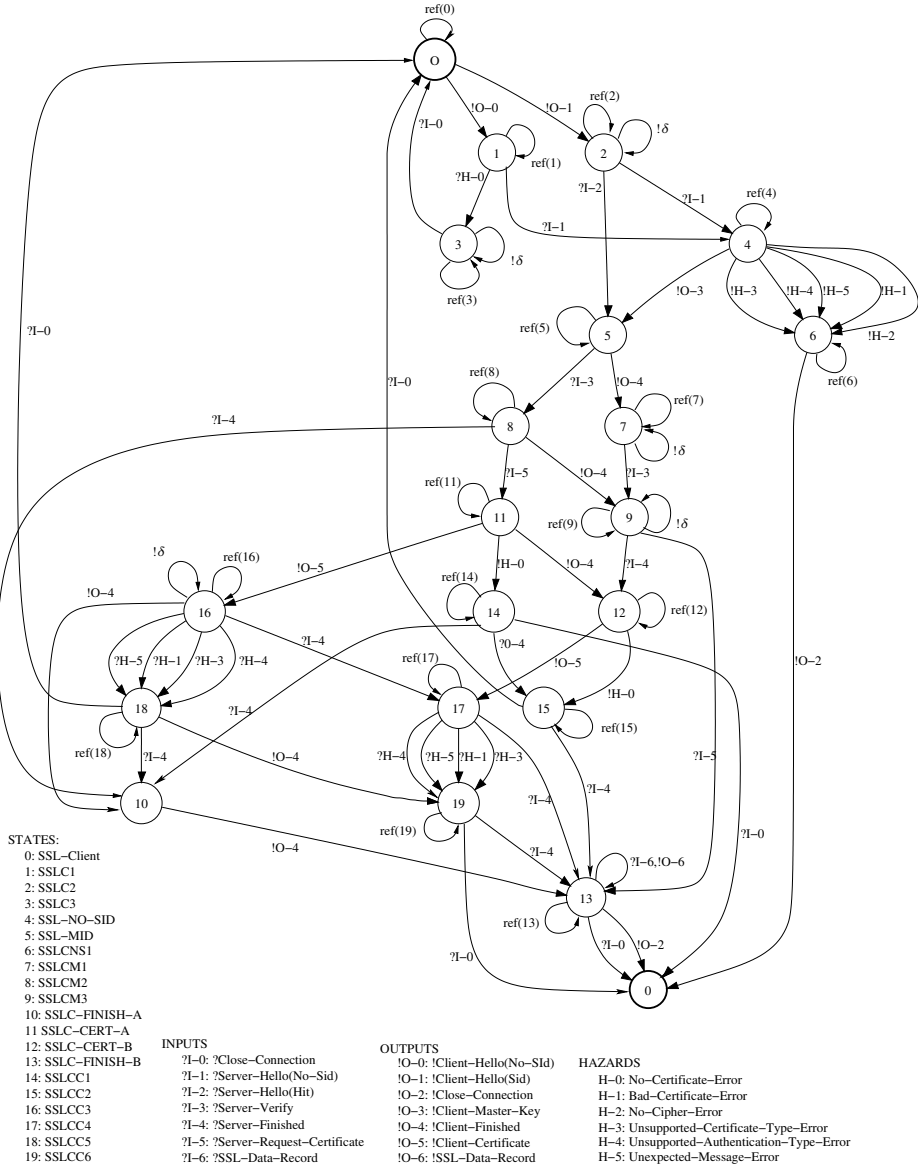 ref(0)
O
!O−0
!O−1
ref(2)
!δ
?I−0
1
ref(1)
2
?H−0
?I−2
?I−1
ref(4)
?I−1
3
!δ
ref(3)
4
!O−3
!H−3
!H−4
!H−5
!H−1
!H−2
?I−0
ref(5)
5
6
ref(6)
ref(8)
?I−0
?I−3
!O−4
ref(7)
?I−4
8
7
!δ
ref(11)
?I−5
!O−4
?I−3
11
ref(9)
9
!δ
!δ
ref(16)
!O−5
!H−0
!O−4
?I−4
!O−4
ref(14)
16
14
12
ref(12)
?I−4
?0−4
!O−5
!O−2
?H−5
?H−1
?H−3
?H−4
ref(17)
!H−0
18
?I−4
17
15
ref(15)
ref(18)
?I−4
!O−4
?H−4
?H−5
?H−1
?H−3
?I−5
10
19
?I−4
?I−4
ref(19)
?I−0
!O−4
?I−4
?I−6,!O−6
13
ref(13)
?I−0
?I−0
!O−2
0
STATES:
0: SSL−Client
1: SSLC1
2: SSLC2
3: SSLC3
4: SSL−NO−SID
5: SSL−MID
6: SSLCNS1
7: SSLCM1
8: SSLCM2
9: SSLCM3
10: SSLC−FINISH−A
11 SSLC−CERT−A
12: SSLC−CERT−B
13: SSLC−FINISH−B
14: SSLCC1
15: SSLCC2
16: SSLCC3
17: SSLCC4
18: SSLCC5
19: SSLCC6
INPUTS
?I−0: ?Close−Connection
?I−1: ?Server−Hello(No−Sid)
?I−2: ?Server−Hello(Hit)
?I−3: ?Server−Verify
?I−4: ?Server−Finished
?I−5: ?Server−Request−Certificate
?I−6: ?SSL−Data−Record
OUTPUTS
!O−0: !Client−Hello(No−SId)
!O−1: !Client−Hello(Sid)
!O−2: !Close−Connection
!O−3: !Client−Master−Key
!O−4: !Client−Finished
!O−5: !Client−Certificate
!O−6: !SSL−Data−Record
HAZARDS
H−0: No−Certificate−Error
H−1: Bad−Certificate−Error
H−2: No−Cipher−Error
H−3: Unsupported−Certificate−Type−Error
H−4: Unsupported−Authentication−Type−Error
H−5: Unexpected−Message−Error